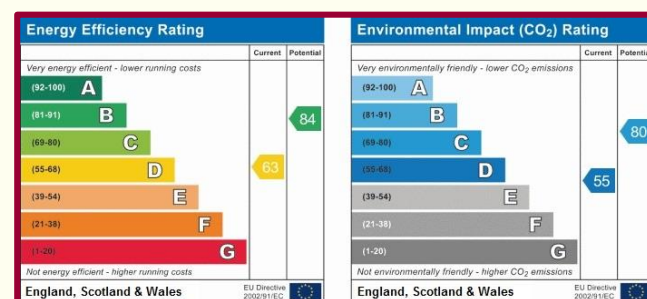 Energy Efficiency Rating
Current Potential
Very energy efficient - lower running costs
(92-100) A
(81-91) B
84
(69-80) C
(55-68) D
63
(39-54) E
(21-38) F
(1-20) G
Not energy efficient - higher running costs
England, Scotland & Wales
EU Directive
2002/91/EC
Environmental Impact (CO₂) Rating
Current Potential
Very environmentally friendly - lower CO₂ emissions
(92-100) A
(81-91) B
(69-80) C
80
(55-68) D
55
(39-54) E
(21-38) F
(1-20) G
Not environmentally friendly - higher CO₂ emissions
England, Scotland & Wales
EU Directive
2002/91/EC